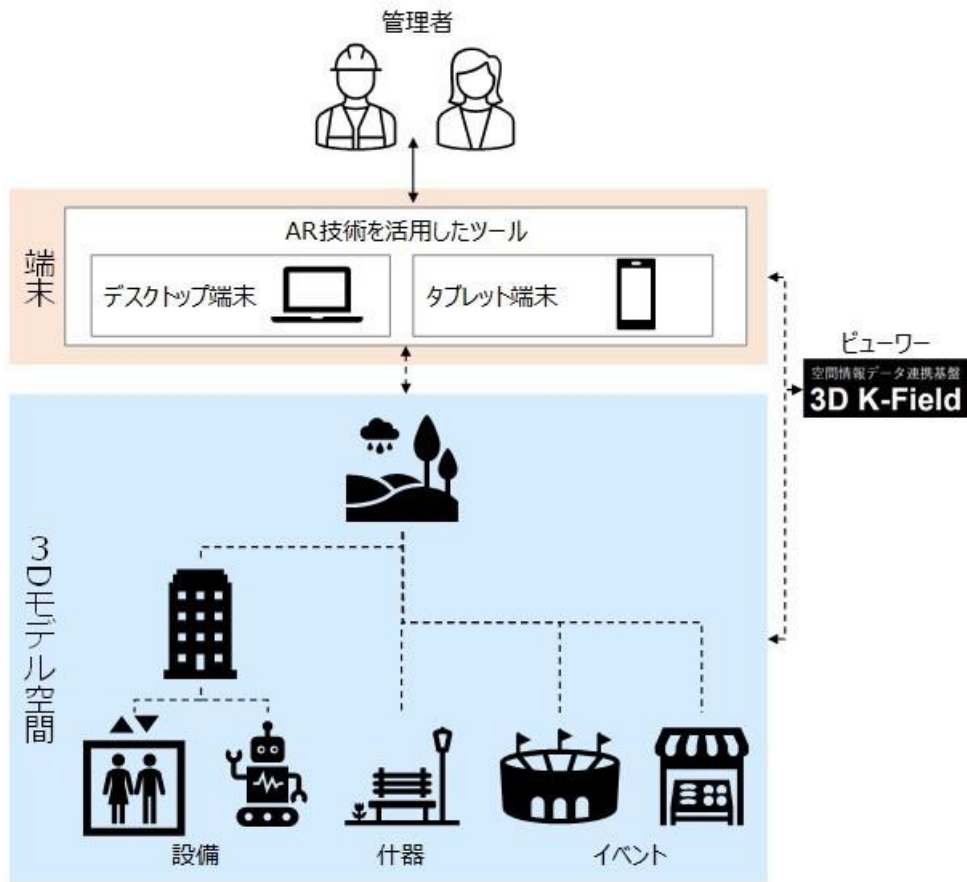 管理者
端末
AR技術を活用したツール
デスクトップ端末
タブレット端末
ビューワー
空間情報データ連携基盤
3D K-Field
３Dモデル空間
設備
什器
イベント